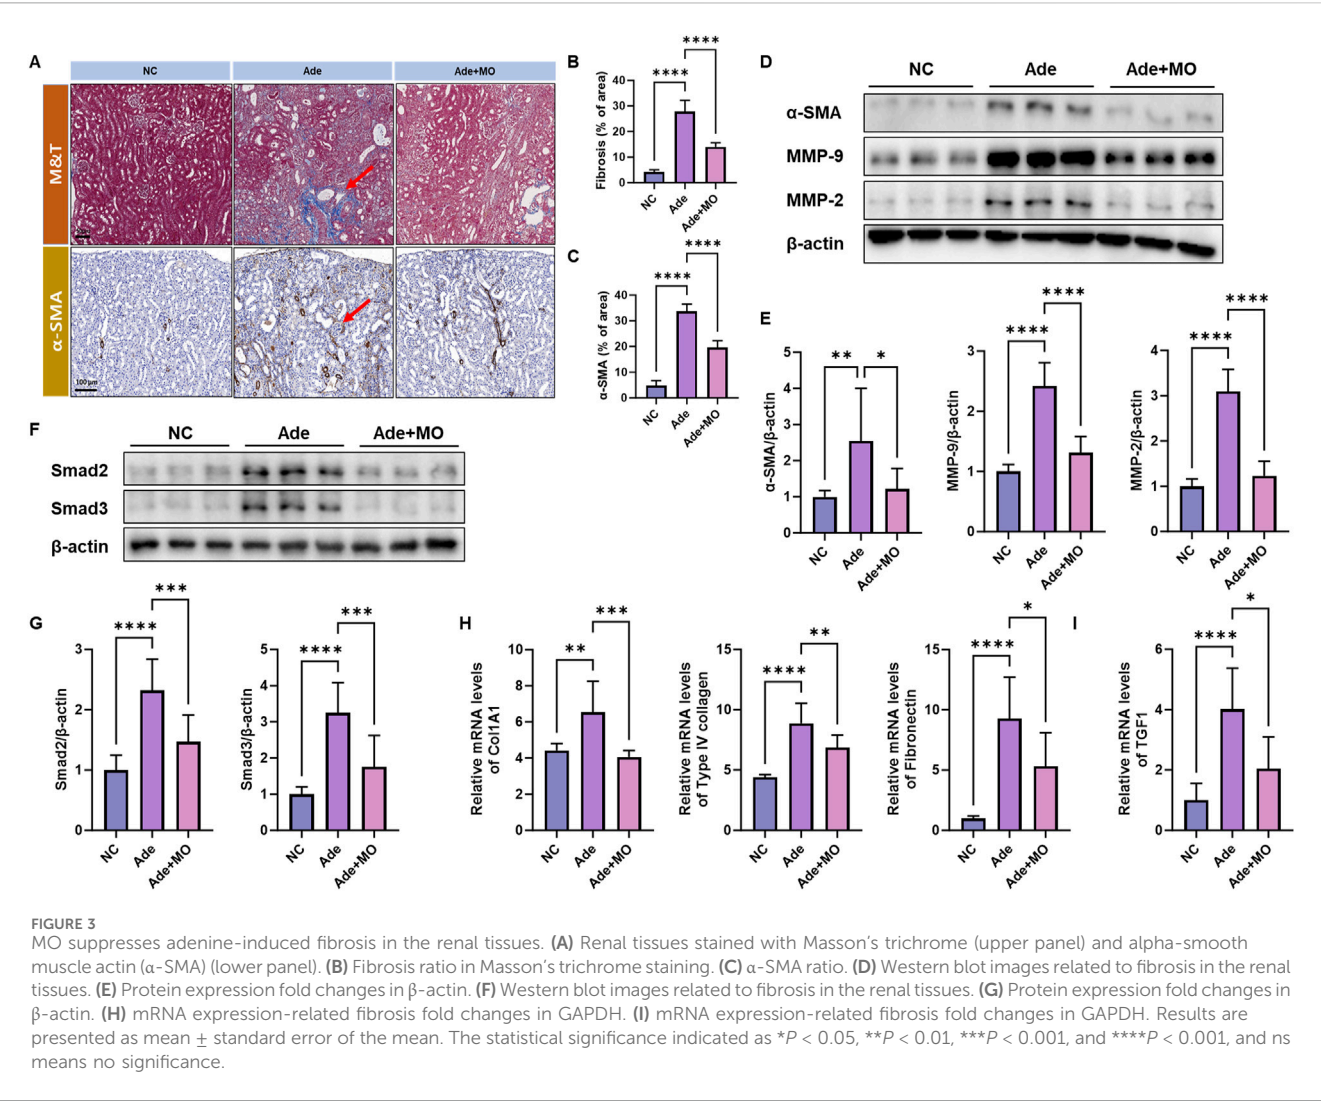 A
NC
Ade
Ade+MO
M&T
α-SMA
100 μm
B
Fibrosis (% of area)
40
30
20
10
0
****
****
NC
Ade
Ade+MO
C
α-SMA (% of area)
40
30
20
10
0
****
****
NC
Ade
Ade+MO
D
NC
Ade
Ade+MO
α-SMA
MMP-9
MMP-2
β-actin
E
α-SMA/β-actin
5
4
3
2
1
0
**
*
NC
Ade
Ade+MO
MMP-9/β-actin
3
2
1
0
****
****
NC
Ade
Ade+MO
MMP-2/β-actin
4
3
2
1
0
****
****
NC
Ade
Ade+MO
F
NC
Ade
Ade+MO
Smad2
Smad3
β-actin
G
Smad2/β-actin
3
2
1
0
****
***
NC
Ade
Ade+MO
Smad3/β-actin
5
4
3
2
1
0
****
***
NC
Ade
Ade+MO
H
Relative mRNA levels
of Col1A1
10
8
6
4
2
0
**
***
NC
Ade
Ade+MO
Relative mRNA levels
of Type IV collagen
15
10
5
0
****
**
NC
Ade
Ade+MO
Relative mRNA levels
of Fibronectin
15
10
5
0
****
*
NC
Ade
Ade+MO
I
Relative mRNA levels
of TGF1
6
4
2
0
****
*
NC
Ade
Ade+MO
FIGURE 3
MO suppresses adenine-induced fibrosis in the renal tissues. (A) Renal tissues stained with Masson's trichrome (upper panel) and alpha-smooth
muscle actin (α-SMA) (lower panel). (B) Fibrosis ratio in Masson's trichrome staining. (C) α-SMA ratio. (D) Western blot images related to fibrosis in the renal
tissues. (E) Protein expression fold changes in β-actin. (F) Western blot images related to fibrosis in the renal tissues. (G) Protein expression fold changes in
β-actin. (H) mRNA expression-related fibrosis fold changes in GAPDH. (I) mRNA expression-related fibrosis fold changes in GAPDH. Results are
presented as mean ± standard error of the mean. The statistical significance indicated as *P < 0.05, **P < 0.01, ***P < 0.001, and ****P < 0.001, and ns
means no significance.